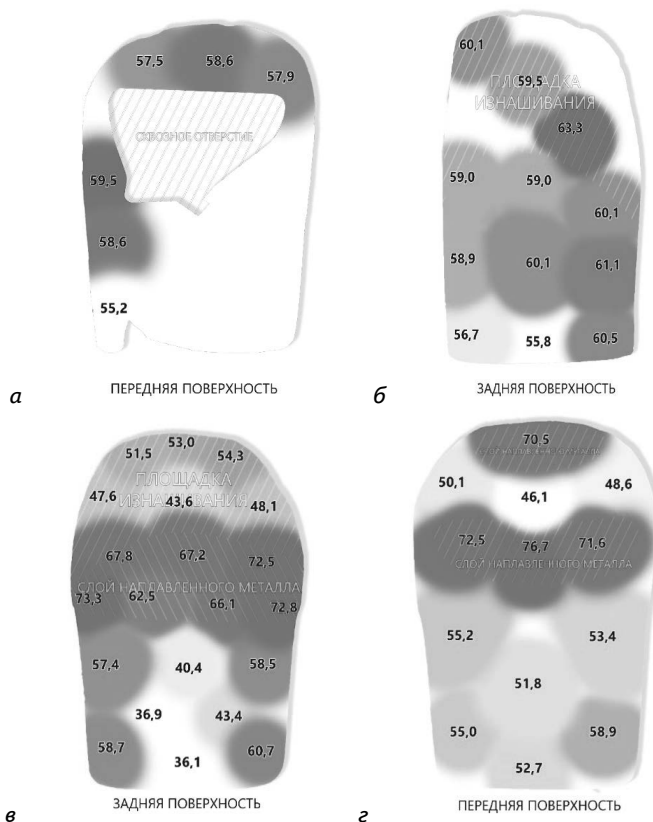 57,5 58,6 57,9
СКВОЗНОЕ ОТВЕРСТИЕ
59,5
58,6
55,2
а
ПЕРЕДНЯЯ ПОВЕРХНОСТЬ
60,1
59,5
ПЛОЩАДКА
ИЗНАШИВАНИЯ
63,3
59,0 59,0
60,1
58,9 60,1 61,1
56,7 55,8 60,5
б
ЗАДНЯЯ ПОВЕРХНОСТЬ
51,5 53,0 54,3
ПЛОЩАДКА
ИЗНАШИВАНИЯ
47,6 43,6 48,1
67,8 67,2 72,5
СЛОЙ НАПЛАВЛЕННОГО МЕТАЛЛА
73,3 62,5 66,1 72,8
57,4 40,4 58,5
36,9 43,4
58,7 36,1 60,7
в
ЗАДНЯЯ ПОВЕРХНОСТЬ
70,5
50,1 46,1 48,6
72,5 76,7 71,6
СЛОЙ НАПЛАВЛЕННОГО МЕТАЛЛА
55,2 53,4
51,8
55,0 58,9
52,7
г
ПЕРЕДНЯЯ ПОВЕРХНОСТЬ